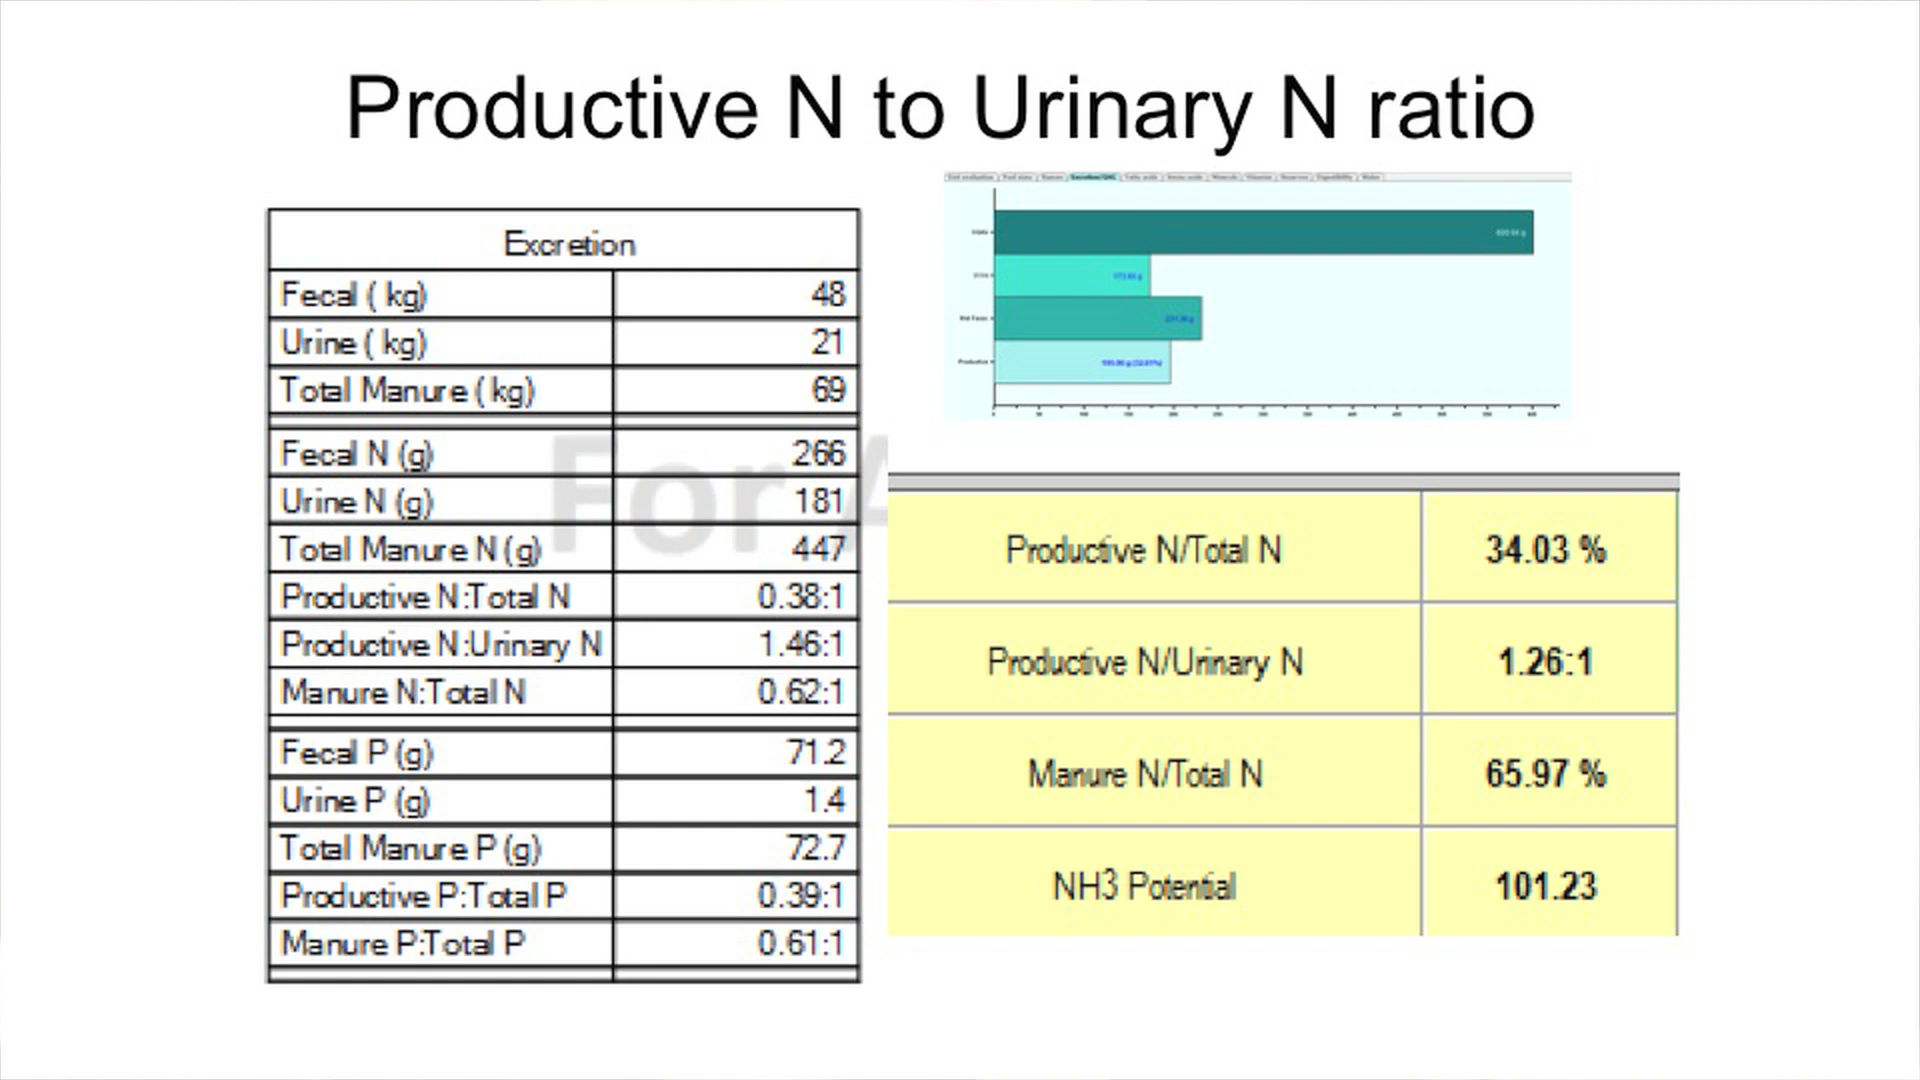 Productive N to Urinary N ratio
Excretion
Fecal ( kg) 48
Urine ( kg) 21
Total Manure ( kg) 69
Fecal N (g) 266
Urine N (g) 181
Total Manure N (g) 447
Productive N:Total N 0.38:1
Productive N:Urinary N 1.46:1
Manure N:Total N 0.62:1
Fecal P (g) 71.2
Urine P (g) 1.4
Total Manure P (g) 72.7
Productive P:Total P 0.39:1
Manure P:Total P 0.61:1
For A
Productive
Productive N/Total N 34.03 %
Productive N/Urinary N 1.26:1
Manure N/Total N 65.97 %
NH3 Potential 101.23